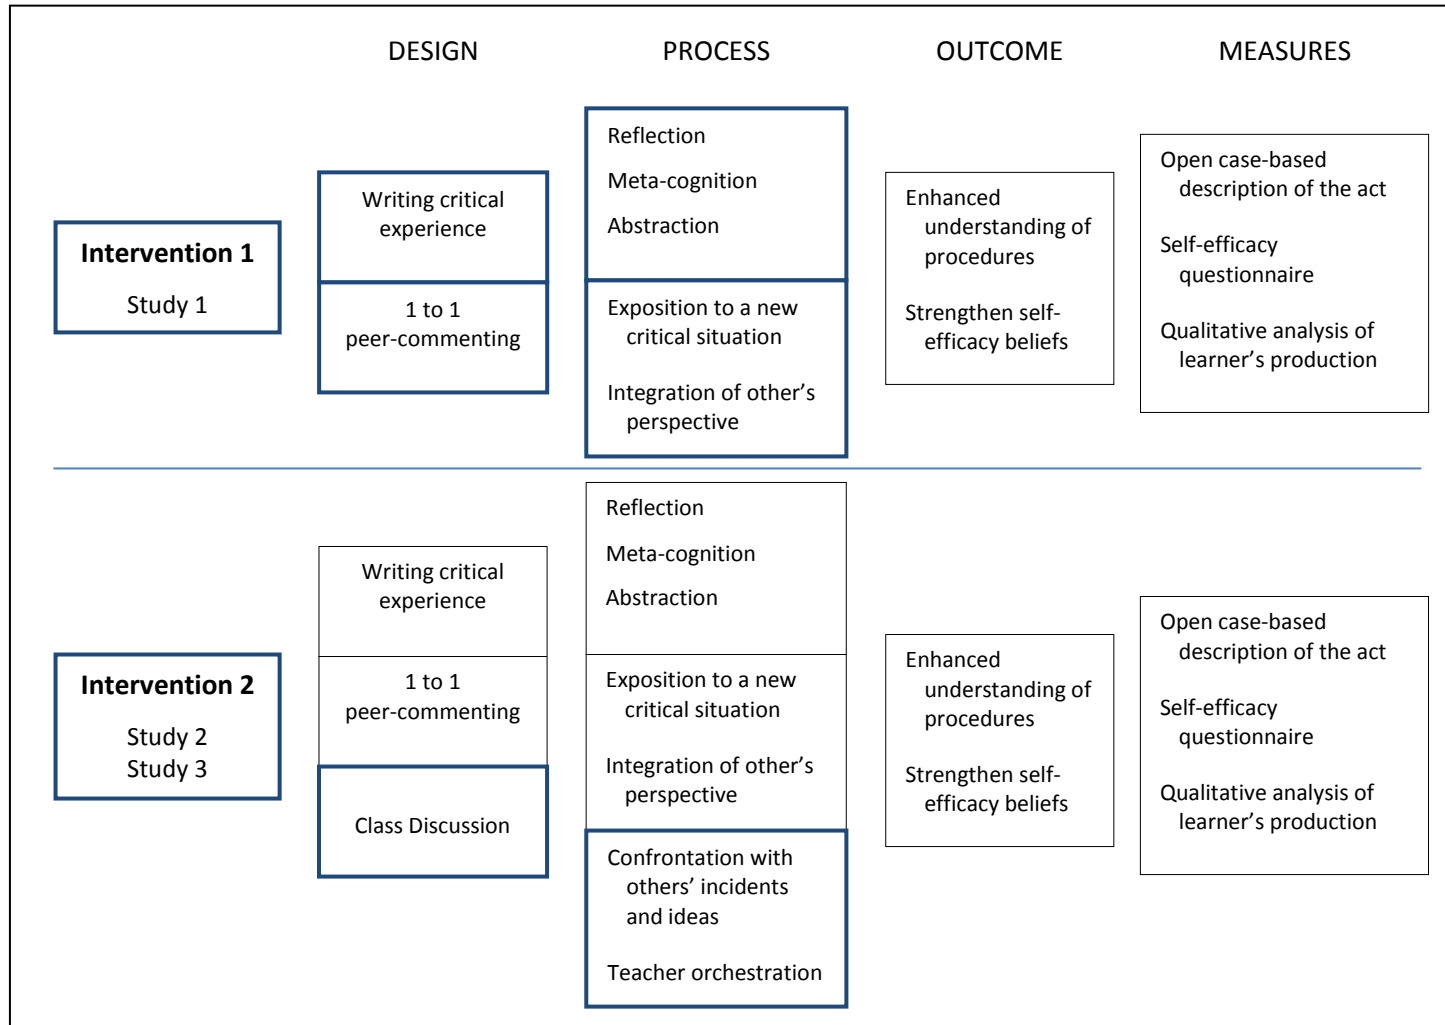 DESIGN
PROCESS
OUTCOME
MEASURES
Intervention 1
Study 1
Writing critical
experience
1 to 1
peer-commenting
Reflection
Meta-cognition
Abstraction
Exposition to a new
critical situation
Integration of other’s
perspective
Enhanced
understanding of
procedures
Strengthen self-
efficacy beliefs
Open case-based
description of the act
Self-efficacy
questionnaire
Qualitative analysis of
learner’s production
Intervention 2
Study 2
Study 3
Writing critical
experience
1 to 1
peer-commenting
Class Discussion
Reflection
Meta-cognition
Abstraction
Exposition to a new
critical situation
Integration of other’s
perspective
Confrontation with
others’ incidents
and ideas
Teacher orchestration
Enhanced
understanding of
procedures
Strengthen self-
efficacy beliefs
Open case-based
description of the act
Self-efficacy
questionnaire
Qualitative analysis of
learner’s production